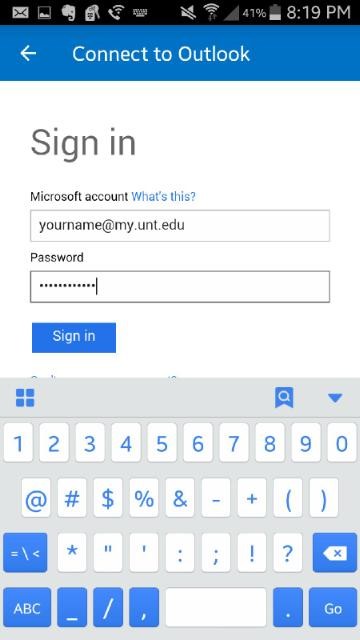 41% 8:19 PM
Connect to Outlook
Sign in
Microsoft account What's this?
yourname@my.unt.edu
Password
••••••••••••
Sign in
1 2 3 4 5 6 7 8 9 0
@ # $ % & - + ( )
= \ < * " ' : ; ! ?
ABC _ / , . Go